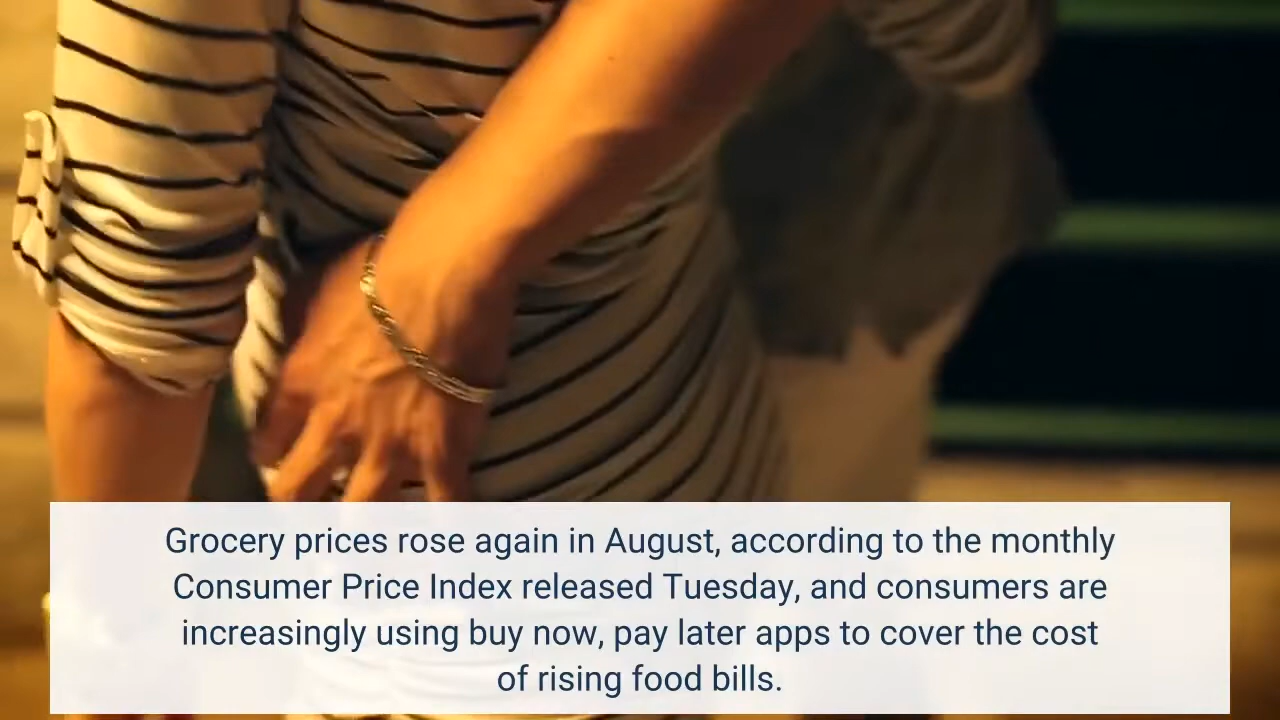 Grocery prices rose again in August, according to the monthly
Consumer Price Index released Tuesday, and consumers are
increasingly using buy now, pay later apps to cover the cost
of rising food bills.